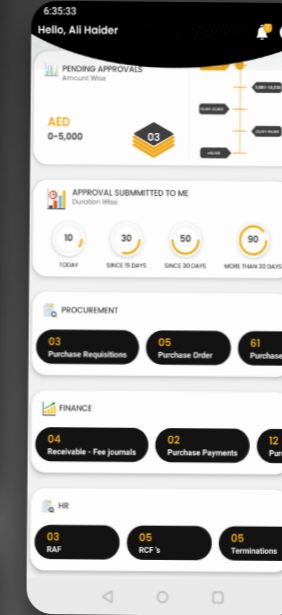 6:35:33
Hello, Ali Haider
PENDING APPROVALS
Amount Wise
AED
0-5,000
03
APPROVAL SUBMMITTED TO ME
Duration Wise
10
30
50
90
TODAY
SINCE 15 DAYS
SINCE 30 DAYS
MORE THAN 30 DAYS
PROCUREMENT
03
05
61
Purchase Requisitions
Purchase Order
Purchase
FINANCE
04
02
12
Receivable - Fee journals
Purchase Payments
HR
03
05
05
RAF
RCF 's
Terminations